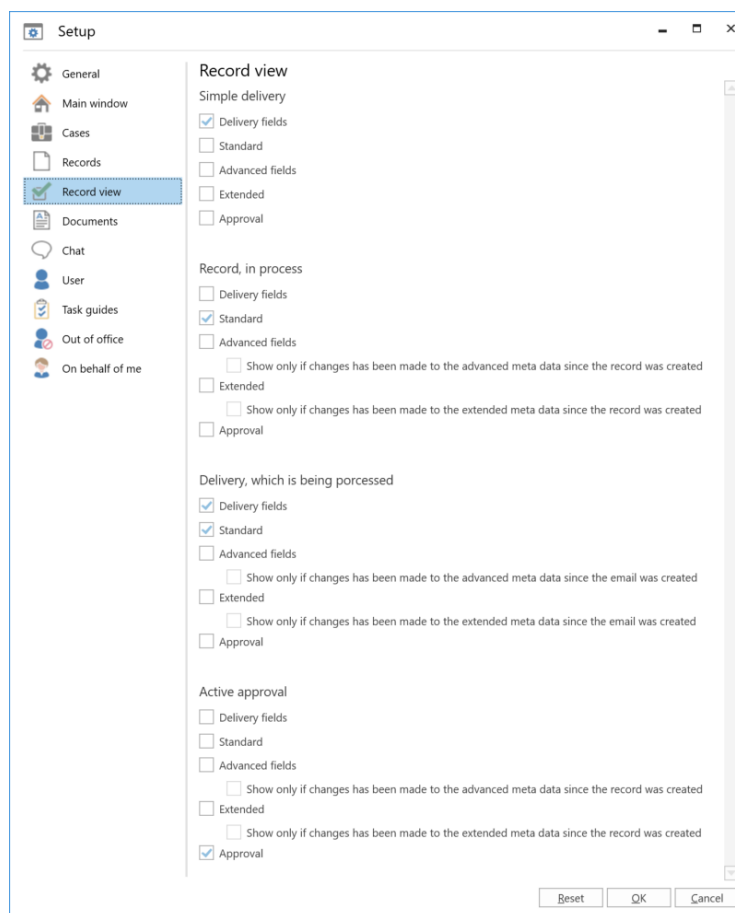 Setup
General
Main window
Cases
Records
Record view
Documents
Chat
User
Task guides
Out of office
On behalf of me
Record view
Simple delivery
Delivery fields
Standard
Advanced fields
Extended
Approval
Record, in process
Delivery fields
Standard
Advanced fields
Show only if changes has been made to the advanced meta data since the record was created
Extended
Show only if changes has been made to the extended meta data since the record was created
Approval
Delivery, which is being porcessed
Delivery fields
Standard
Advanced fields
Show only if changes has been made to the advanced meta data since the email was created
Extended
Show only if changes has been made to the extended meta data since the email was created
Approval
Active approval
Delivery fields
Standard
Advanced fields
Show only if changes has been made to the advanced meta data since the record was created
Extended
Show only if changes has been made to the extended meta data since the record was created
Approval
Reset
OK
Cancel